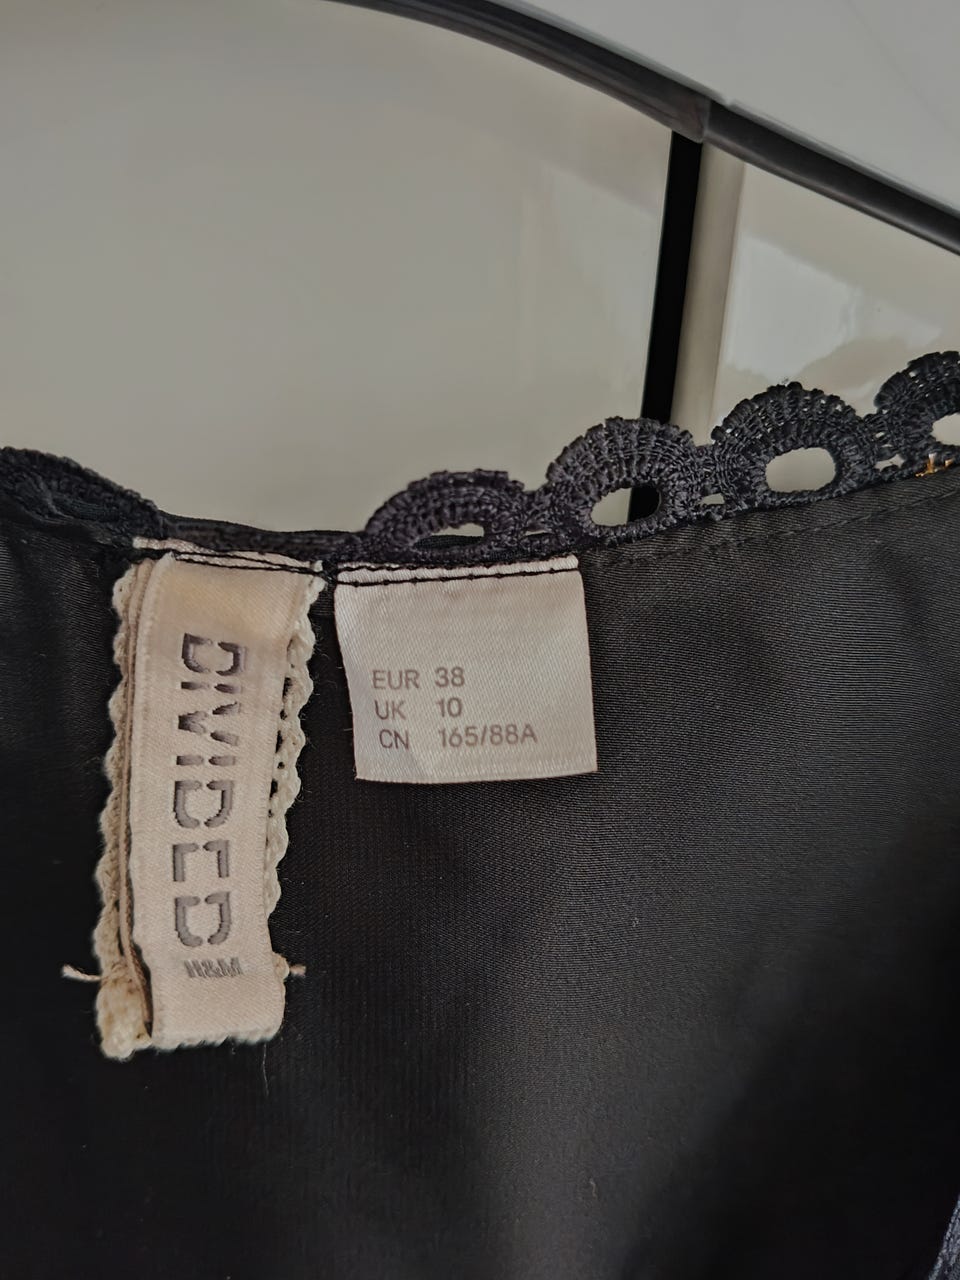 DIVIDED
H&M
EUR 38
UK 10
CN 165/88A